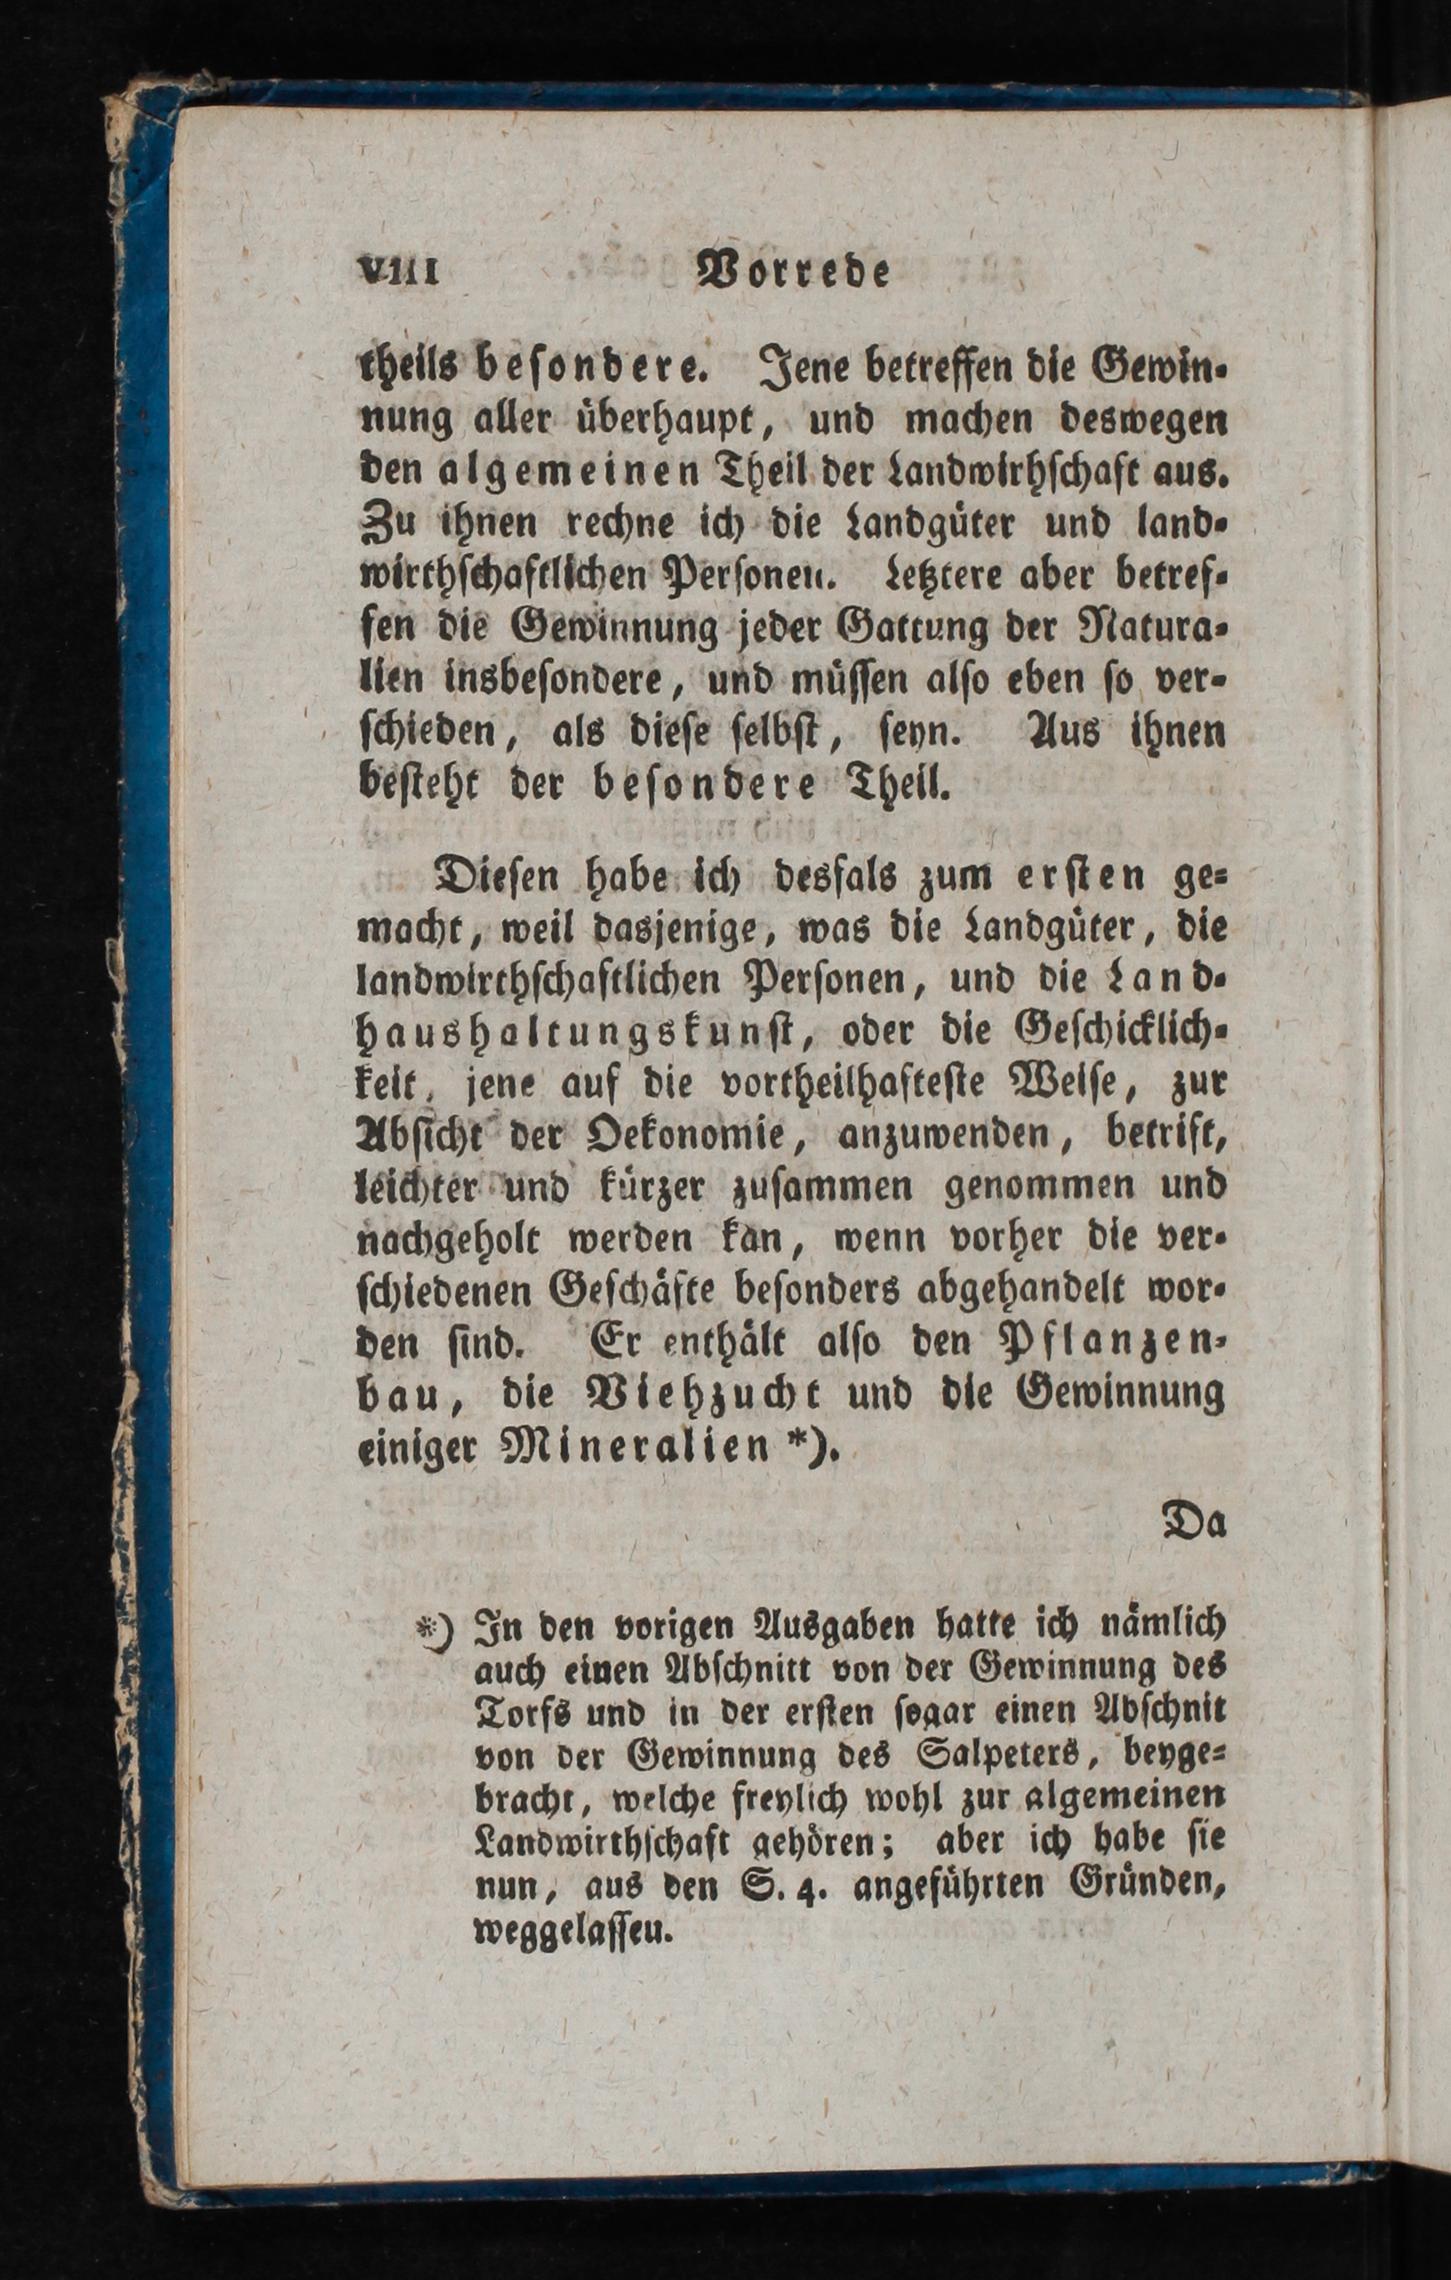 VIII Vorrede
theils besondere. Jene betreffen die Gewin-
nung aller überhaupt, und machen deswegen
den algemeinen Theil der Landwirhschaft aus.
Zu ihnen rechne ich die Landgüter und land-
wirthschaftlichen Personen. Letztere aber betref-
fen die Gewinnung jeder Gattung der Natura-
lien insbesondere, und müssen also eben so ver-
schieden, als diese selbst, seyn. Aus ihnen
besteht der besondere Theil.
Diesen habe ich desfals zum ersten ge-
macht, weil dasjenige, was die Landgüter, die
landwirthschaftlichen Personen, und die Land-
haushaltungskunst, oder die Geschicklich-
keit, jene auf die vortheilhafteste Weise, zur
Absicht der Oekonomie, anzuwenden, betrift,
leichter und kürzer zusammen genommen und
nachgeholt werden kan, wenn vorher die ver-
schiedenen Geschäfte besonders abgehandelt wor-
den sind. Er enthält also den Pflanzen-
bau, die Viehzucht und die Gewinnung
einiger Mineralien *).
Da
*) In den vorigen Ausgaben hatte ich nämlich
auch einen Abschnitt von der Gewinnung des
Torfs und in der ersten sogar einen Abschnit
von der Gewinnung des Salpeters, beyge-
bracht, welche freylich wohl zur algemeinen
Landwirthschaft gehören; aber ich habe sie
nun, aus den S. 4. angeführten Gründen,
weggelassen.